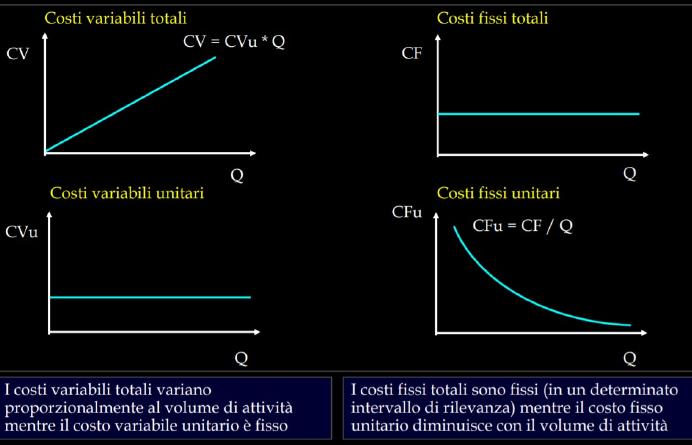 Costi variabili totali
CV = CVu * Q
CV
Q
Costi fissi totali
CF
Q
Costi variabili unitari
CVu
Q
Costi fissi unitari
CFu
CFu = CF / Q
Q
I costi variabili totali variano
proporzionalmente al volume di attività
mentre il costo variabile unitario è fisso
I costi fissi totali sono fissi (in un determinato
intervallo di rilevanza) mentre il costo fisso
unitario diminuisce con il volume di attività